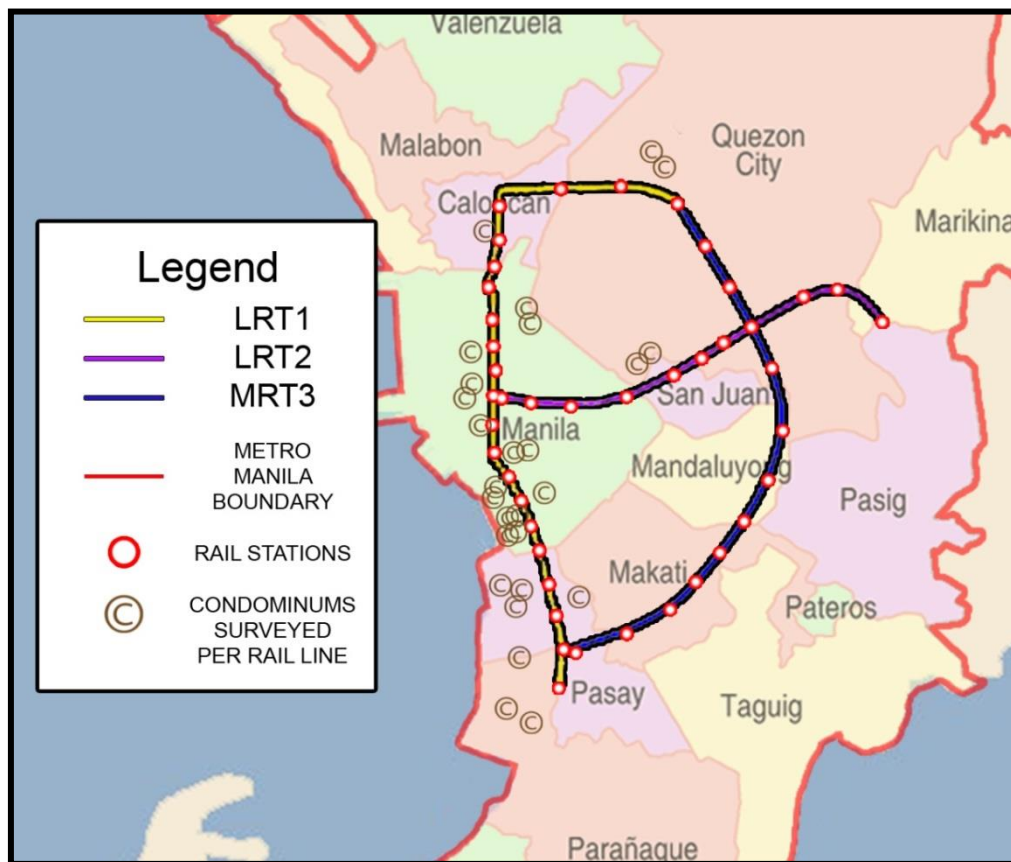 Valenzuela
Malabon
Quezon
City
Caloocan
Marikina
Legend
LRT1
LRT2
MRT3
METRO
MANILA
BOUNDARY
RAIL STATIONS
©
CONDOMINUMS
SURVEYED
PER RAIL LINE
San Juan
Manila
Mandaluyong
Pasig
Makati
Pateros
Pasay
Taguig
Parañaque